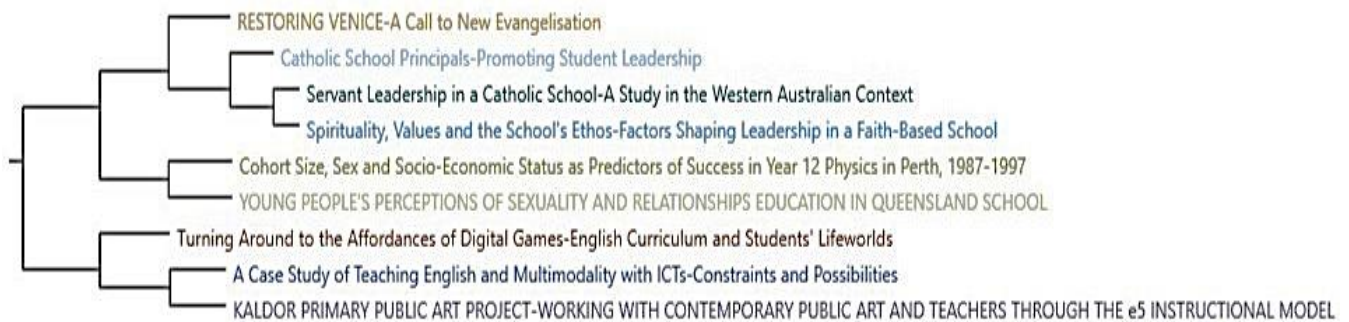 RESTORING VENICE-A Call to New Evangelisation
Catholic School Principals-Promoting Student Leadership
Servant Leadership in a Catholic School-A Study in the Western Australian Context
Spirituality, Values and the School's Ethos-Factors Shaping Leadership in a Faith-Based School
Cohort Size, Sex and Socio-Economic Status as Predictors of Success in Year 12 Physics in Perth, 1987-1997
YOUNG PEOPLE'S PERCEPTIONS OF SEXUALITY AND RELATIONSHIPS EDUCATION IN QUEENSLAND SCHOOL
Turning Around to the Affordances of Digital Games-English Curriculum and Students' Lifeworlds
A Case Study of Teaching English and Multimodality with ICTs-Constraints and Possibilities
KALDOR PRIMARY PUBLIC ART PROJECT-WORKING WITH CONTEMPORARY PUBLIC ART AND TEACHERS THROUGH THE e5 INSTRUCTIONAL MODEL